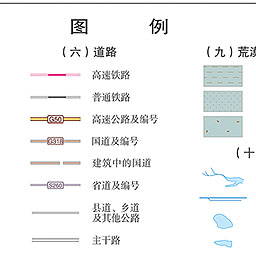 图 例
（六）道路
高速铁路
普通铁路
G50 高速公路及编号
G318 国道及编号
建筑中的国道
S260 省道及编号
县道、乡道
及其他公路
主干路
（九）荒漠
（十